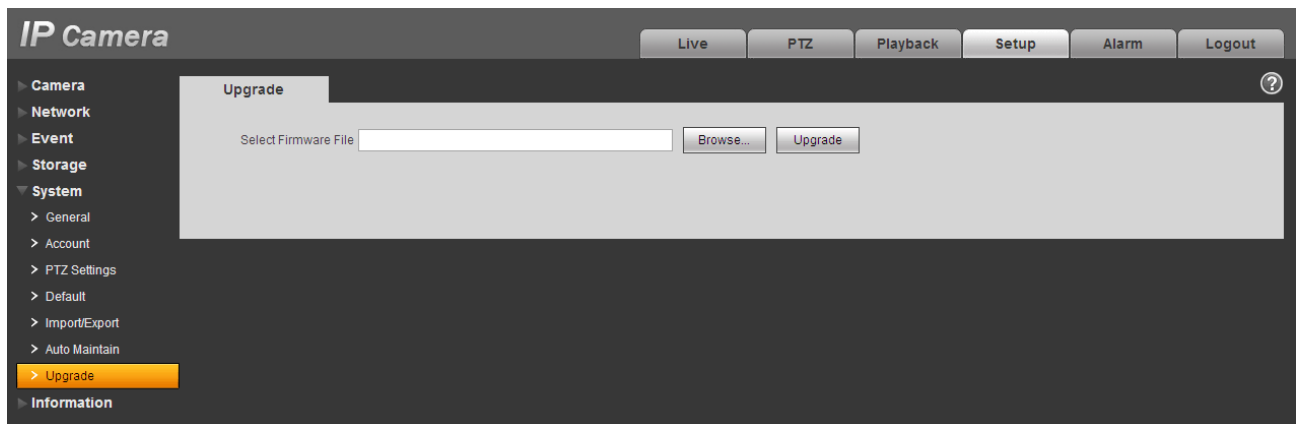 IP Camera
Live PTZ Playback Setup Alarm Logout
Camera
Network
Event
Storage
System
General
Account
PTZ Settings
Default
Import/Export
Auto Maintain
Upgrade
Information
Upgrade
?
Select Firmware File Browse... Upgrade